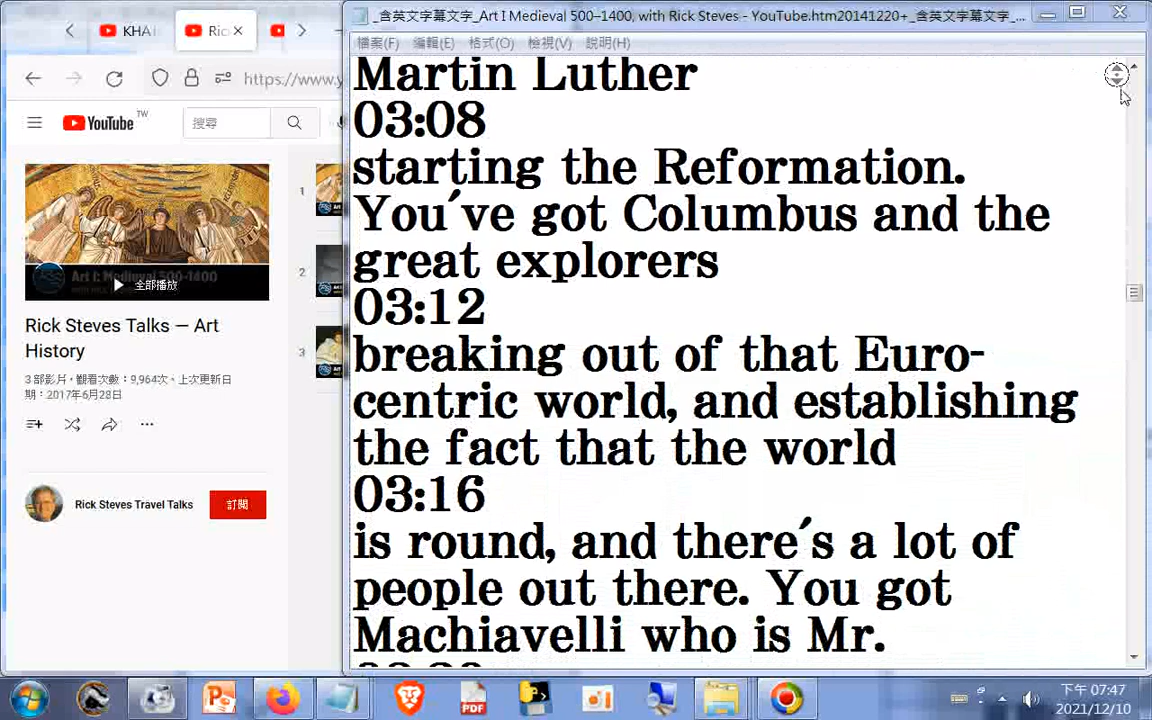 KHA
Ric
_含英文字幕文字_Art I Medieval 500–1400, with Rick Steves - YouTube.htm20141220+_含英文字幕文字_...
檔案(F) 編輯(E) 格式(O) 檢視(V) 說明(H)
https://www.y
YouTube TW
搜尋
Art I: Medieval 500-1400
全部播放
Rick Steves Talks — Art
History
3 部影片
觀看次數：9,964次
上次更新日
期：2017年6月23日
Rick Steves Travel Talks
訂閱
1
2
3
Martin Luther
03:08
starting the Reformation.
You've got Columbus and the
great explorers
03:12
breaking out of that Euro-
centric world, and establishing
the fact that the world
03:16
is round, and there's a lot of
people out there. You got
Machiavelli who is Mr.
PDF
下午 07:47
2021/12/10